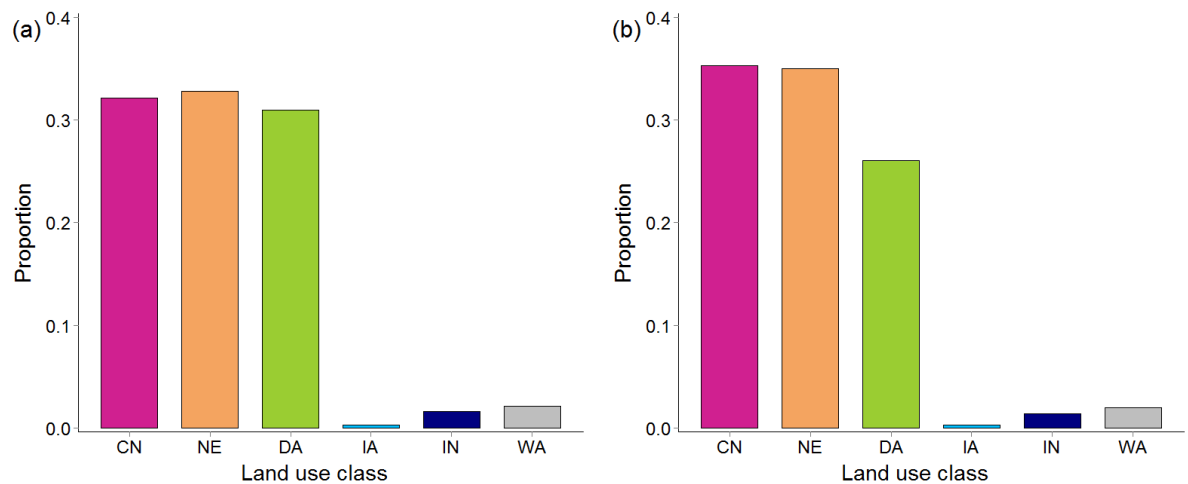 (a)
Proportion
0.4
0.3
0.2
0.1
0.0
CN NE DA IA IN WA
Land use class
(b)
Proportion
0.4
0.3
0.2
0.1
0.0
CN NE DA IA IN WA
Land use class